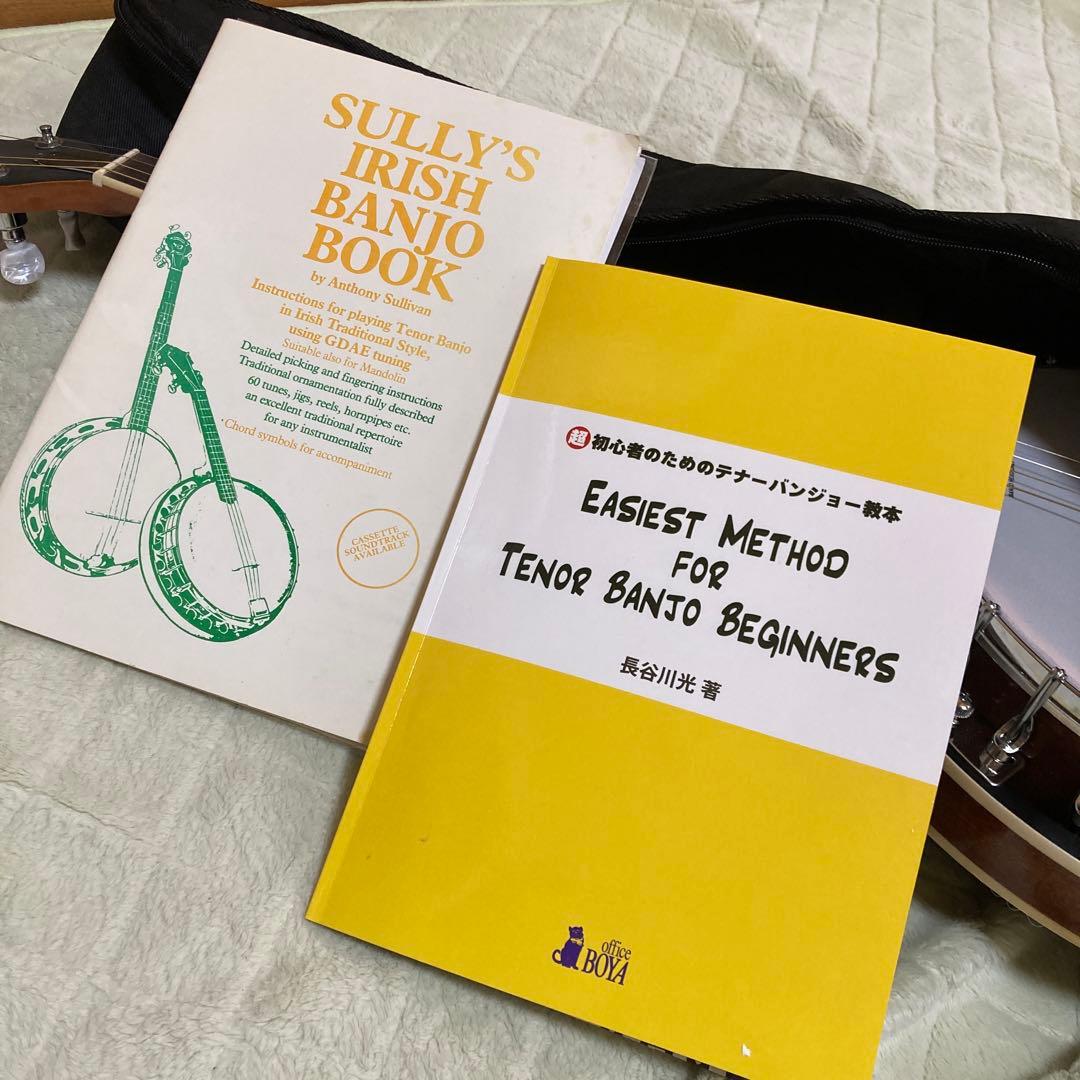 SULLY'S
IRISH
BANJO
BOOK
by Anthony Sullivan
Instructions for playing Tenor Banjo
in Irish Traditional Style,
using GDAE tuning
Suitable also for Mandolin
Detailed picking and fingering instructions
Traditional ornamentation fully described
60 tunes, jigs, reels, hornpipes etc.
an excellent traditional repertoire
for any instrumentalist
·Chord symbols for accompaniment
CASSETTE
SOUNDTRACK
AVAILABLE
超初心者のためのテナーバンジョー教本
EASIEST METHOD
FOR
TENOR BANJO BEGINNERS
長谷川光 著
office
BOYA